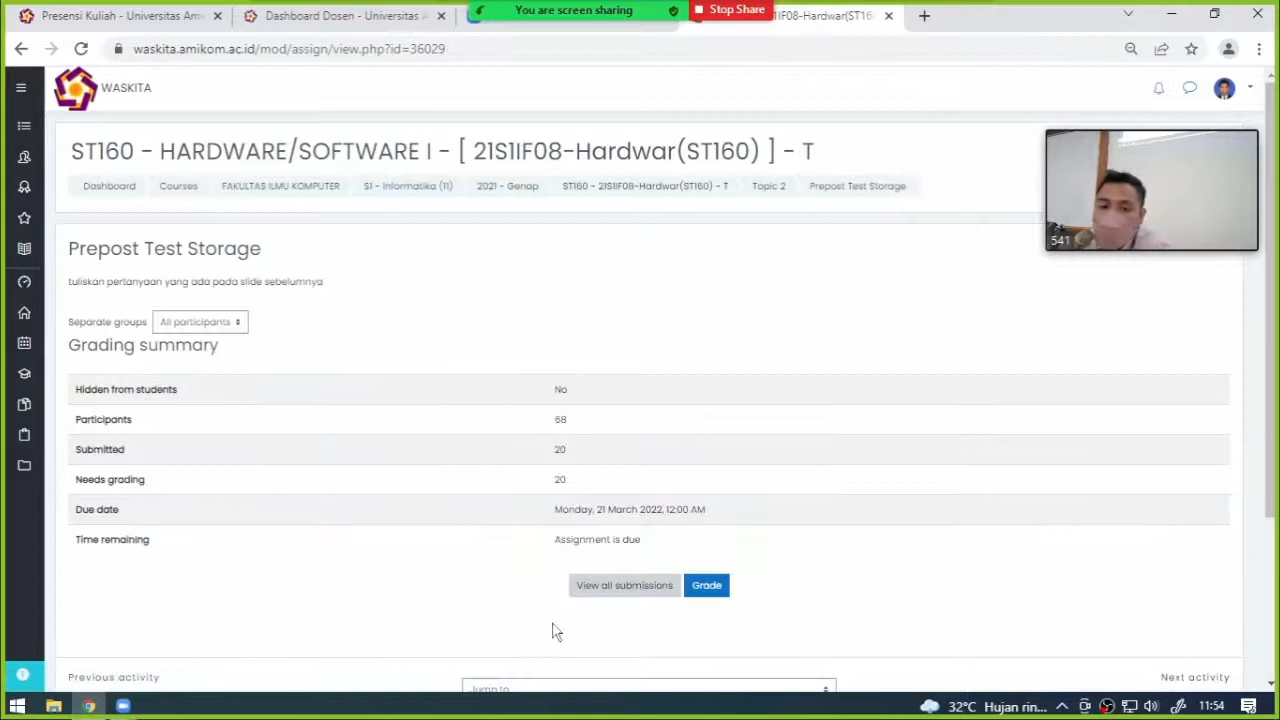 Presensi Kuliah - Universitas Am
Dashboard Dosen - Universitas A
You are screen sharing
Stop Share
1IF08-Hardwar(ST16
waskita.amikom.ac.id/mod/assign/view.php?id=36029
WASKITA
ST160 - HARDWARE/SOFTWARE I - [ 21S1IF08-Hardwar(ST160) ] - T
Dashboard
Courses
FAKULTAS ILMU KOMPUTER
S1 - Informatika (11)
2021 - Genap
ST160 - 21S1IF08-Hardwar(ST160) - T
Topic 2
Prepost Test Storage
541
Prepost Test Storage
tuliskan pertanyaan yang ada pada slide sebelumnya
Separate groups
All participants
Grading summary
Hidden from students No
Participants 68
Submitted 20
Needs grading 20
Due date Monday, 21 March 2022, 12:00 AM
Time remaining Assignment is due
View all submissions
Grade
Previous activity
Jump to
Next activity
32°C Hujan rin...
11:54